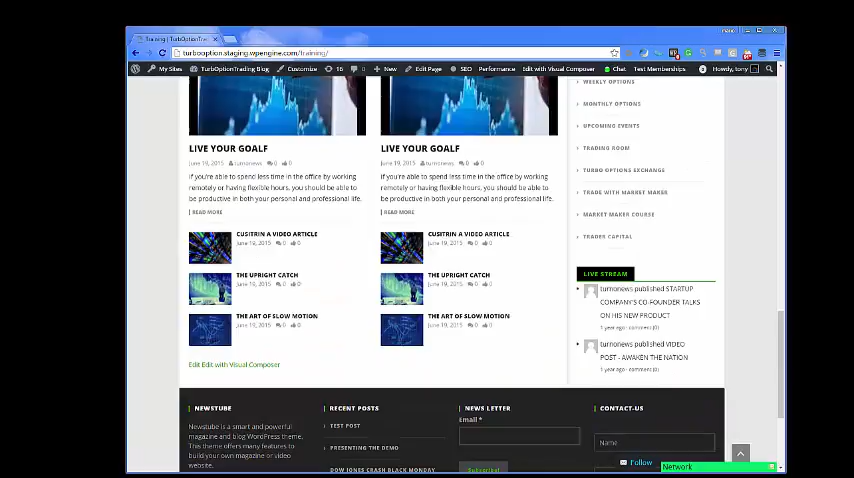 Training | TurboOptionTrad
turbooption.staging.wpengine.com/training/
My Sites TurboOptionTrading Blog Customize 16 0 New Edit Page SEO Performance Edit with Visual Composer Chat Test Memberships 0 Howdy, tony
WEEKLY OPTIONS
MONTHLY OPTIONS
UPCOMING EVENTS
TRADING ROOM
TURBO OPTIONS EXCHANGE
TRADE WITH MARKET MAKER
MARKET MAKER COURSE
TRADER CAPITAL
LIVE YOUR GOALF
June 19, 2015 turnonews 0 0
If you're able to spend less time in the office by working
remotely or having flexible hours, you should be able to
be productive in both your personal and professional life.
| READ MORE
CUSITRIN A VIDEO ARTICLE
June 19, 2015 0 0
THE UPRIGHT CATCH
June 19, 2015 0 0
THE ART OF SLOW MOTION
June 19, 2015 0 0
LIVE YOUR GOALF
June 19, 2015 turnonews 0 0
If you're able to spend less time in the office by working
remotely or having flexible hours, you should be able to
be productive in both your personal and professional life.
| READ MORE
CUSITRIN A VIDEO ARTICLE
June 19, 2015 0 0
THE UPRIGHT CATCH
June 19, 2015 0 0
THE ART OF SLOW MOTION
June 19, 2015 0 0
LIVE STREAM
turnonews published STARTUP
COMPANY'S CO-FOUNDER TALKS
ON HIS NEW PRODUCT
1 year ago - comment (0)
turnonews published VIDEO
POST - AWAKEN THE NATION
1 year ago - comment (0)
Edit Edit with Visual Composer
NEWSTUBE
Newstube is a smart and powerful
magazine and blog WordPress theme.
This theme offers many features to
build your own magazine or video
website.
RECENT POSTS
TEST POST
PRESENTING THE DEMO
DOW JONES CRASH BLACK MONDAY
NEWS LETTER
Email *
Subscribe!
CONTACT-US
Name
Follow
Network